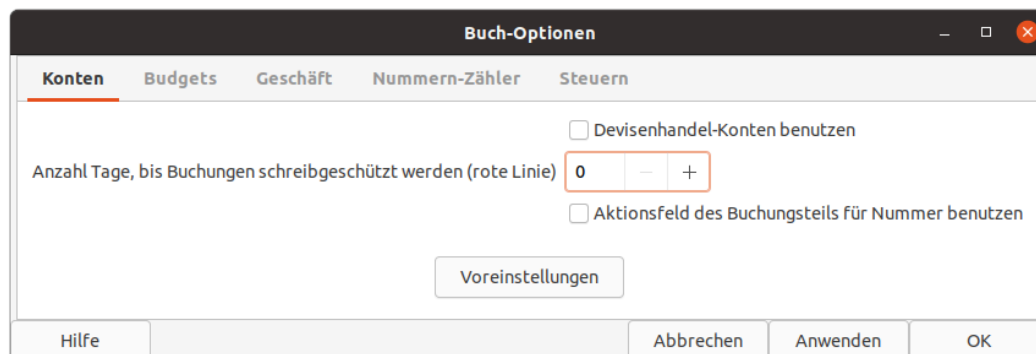 Buch-Optionen
Konten Budgets Geschäft Nummern-Zähler Steuern
Devisenhandel-Konten benutzen
Anzahl Tage, bis Buchungen schreibgeschützt werden (rote Linie) 0 − +
Aktionsfeld des Buchungsteils für Nummer benutzen
Voreinstellungen
Hilfe Abbrechen Anwenden OK